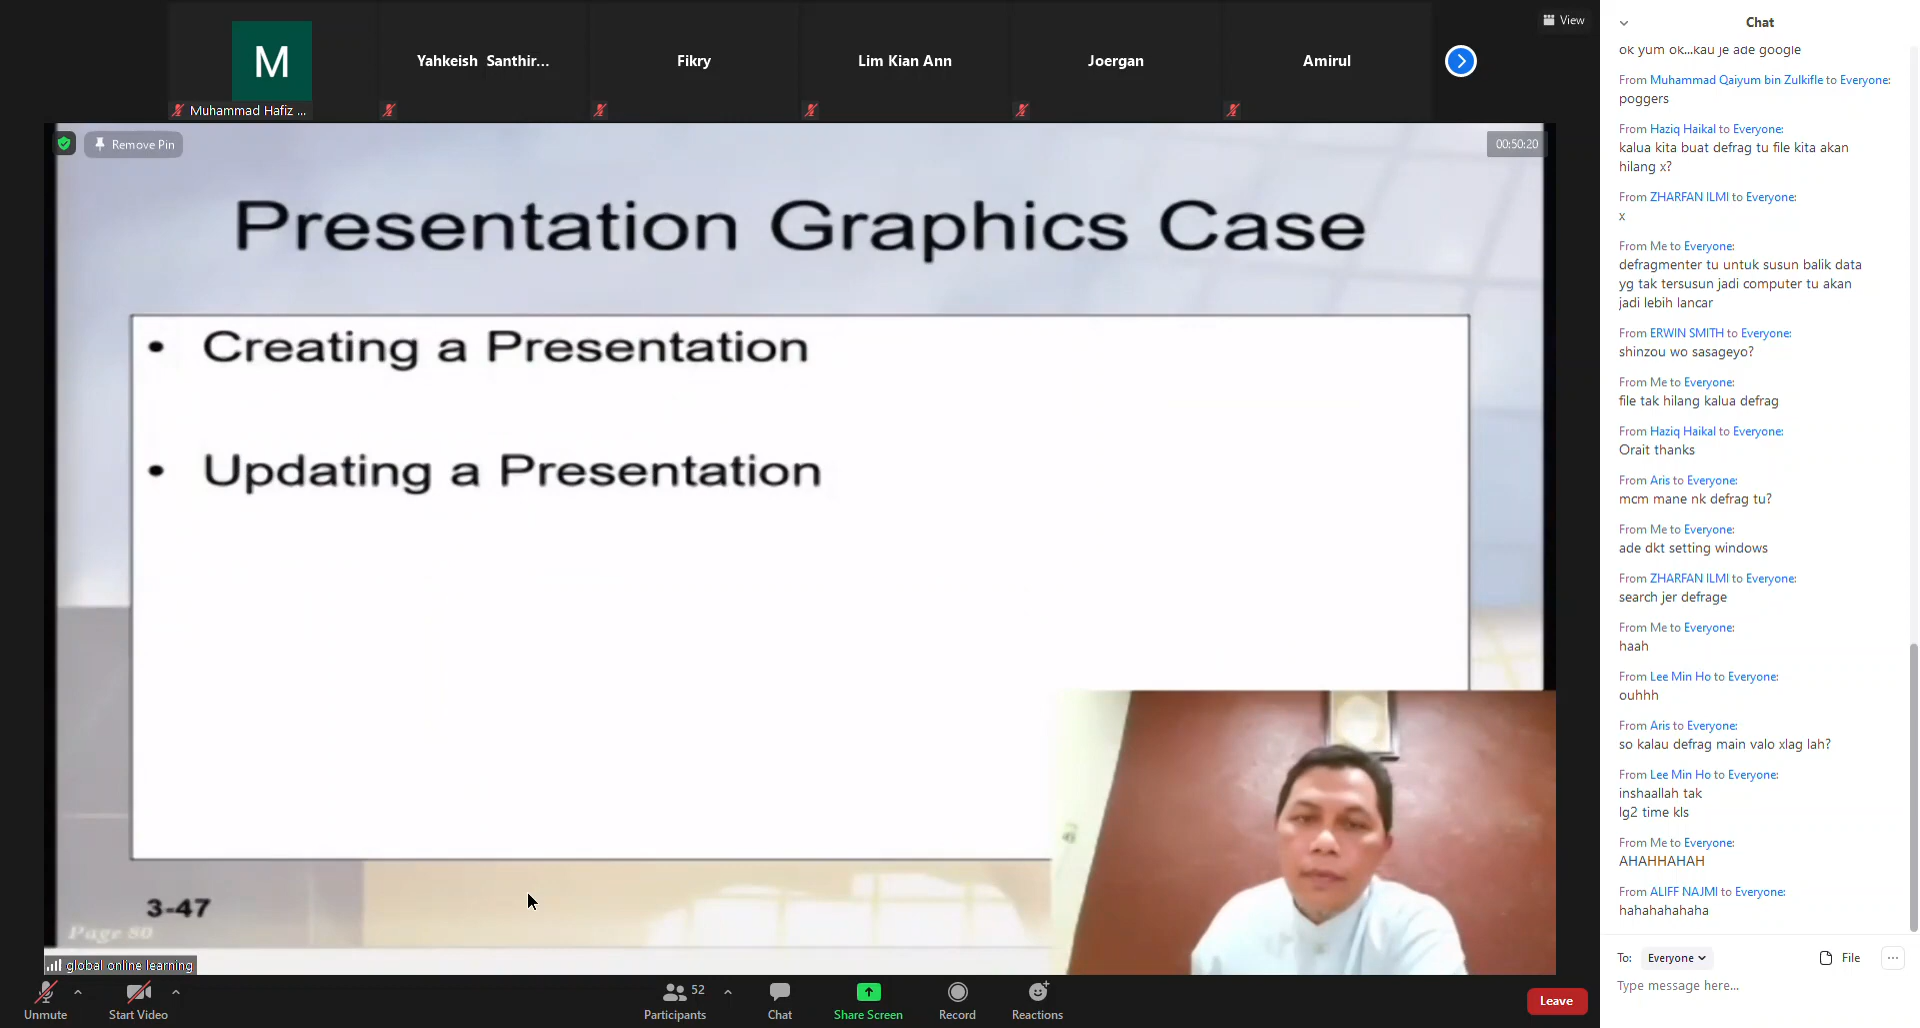 View
M
Muhammad Hafiz ...
Yahkeish Santhir...
Fikry
Lim Kian Ann
Joergan
Amirul
Remove Pin
00:50:20
Presentation Graphics Case
• Creating a Presentation
• Updating a Presentation
3-47
Page 80
global online learning
Unmute
Start Video
52
Participants
Chat
Share Screen
Record
Reactions
Leave
Chat
ok yum ok...kau je ade google
From Muhammad Qaiyum bin Zulkifle to Everyone:
poggers
From Haziq Haikal to Everyone:
kalua kita buat defrag tu file kita akan
hilang x?
From ZHARFAN ILMI to Everyone:
x
From Me to Everyone:
defragmenter tu untuk susun balik data
yg tak tersusun jadi computer tu akan
jadi lebih lancar
From ERWIN SMITH to Everyone:
shinzou wo sasageyo?
From Me to Everyone:
file tak hilang kalua defrag
From Haziq Haikal to Everyone:
Orait thanks
From Aris to Everyone:
mcm mane nk defrag tu?
From Me to Everyone:
ade dkt setting windows
From ZHARFAN ILMI to Everyone:
search jer defrage
From Me to Everyone:
haah
From Lee Min Ho to Everyone:
ouhhh
From Aris to Everyone:
so kalau defrag main valo xlag lah?
From Lee Min Ho to Everyone:
inshaallah tak
lg2 time kls
From Me to Everyone:
AHAHHAHAH
From ALIFF NAJMI to Everyone:
hahahahahaha
To: Everyone
File
...
Type message here...